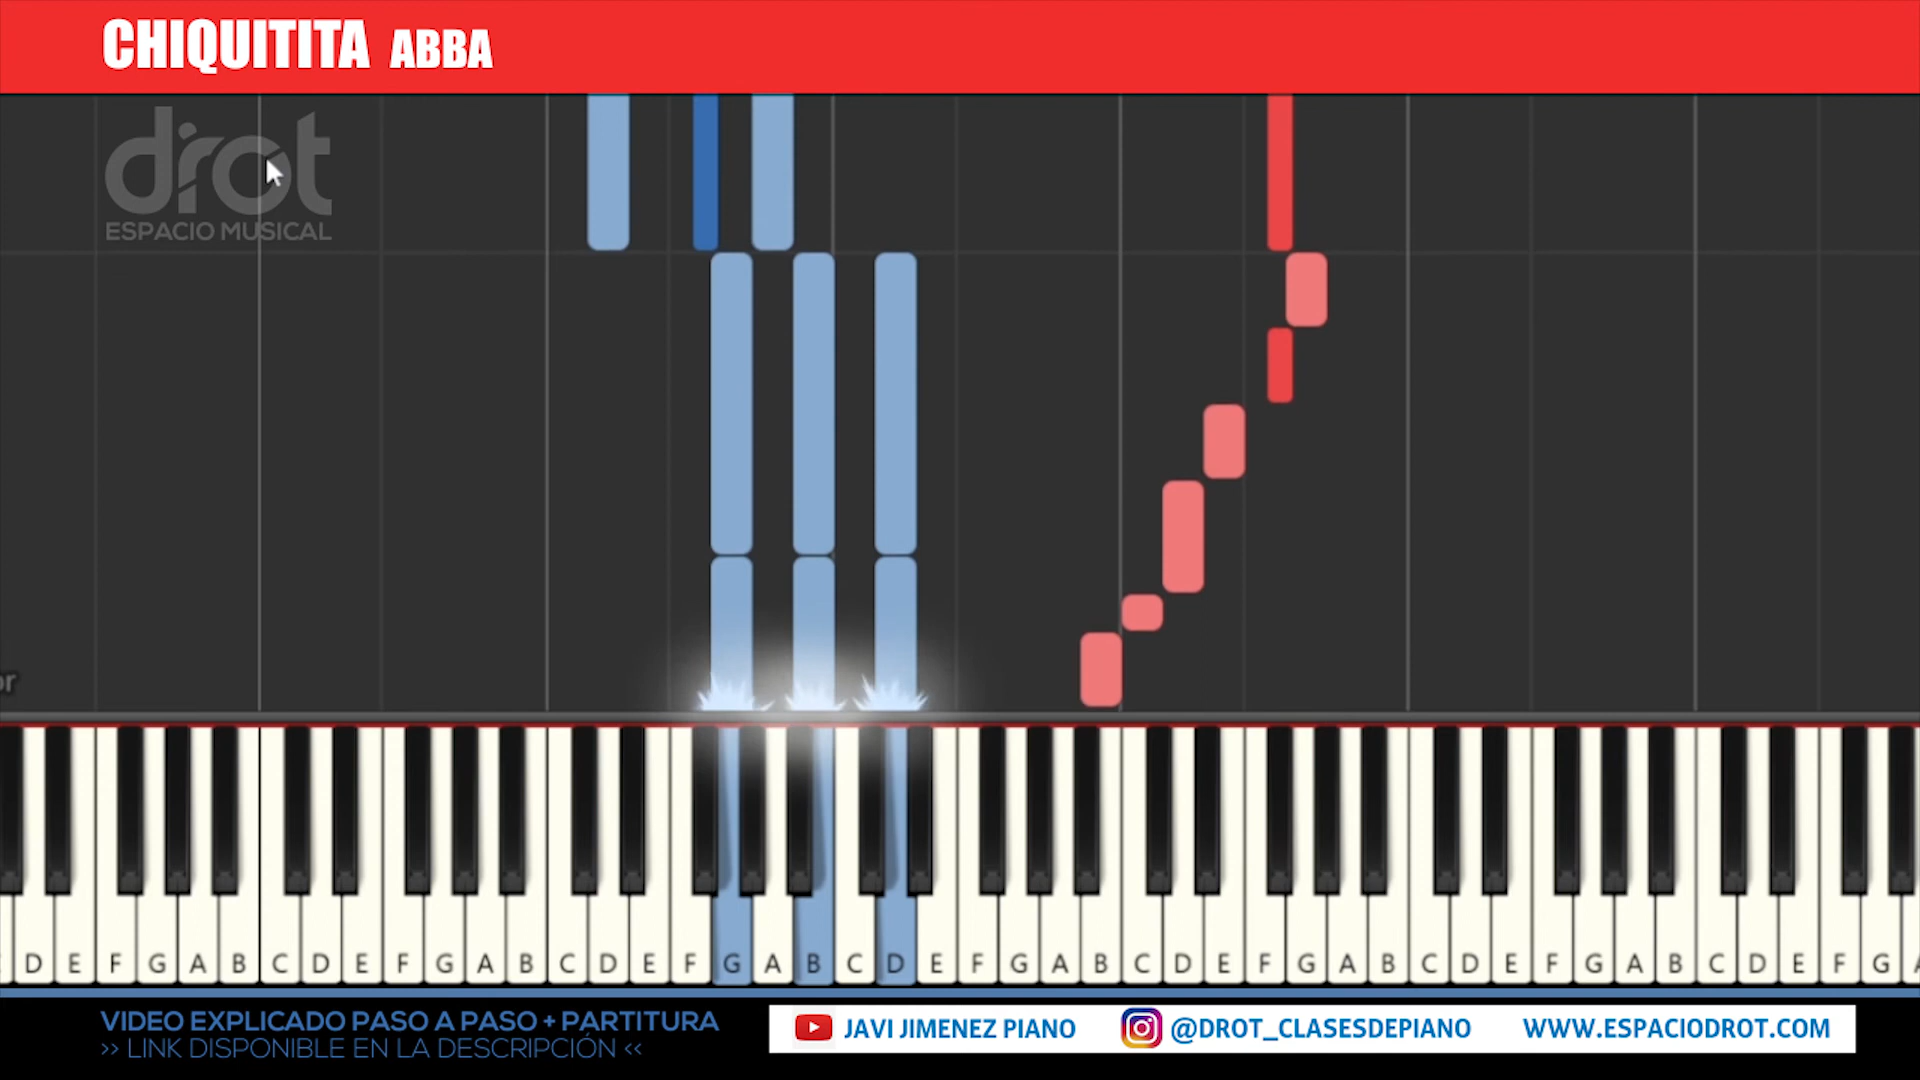 CHIQUITITA ABBA
drot
ESPACIO MUSICAL
or
D E F G A B C D E F G A B C D E F G A B C D E F G A B C D E F G A B C D E F G A B C D E F G
VIDEO EXPLICADO PASO A PASO + PARTITURA
>> LINK DISPONIBLE EN LA DESCRIPCIÓN <<
JAVI JIMENEZ PIANO @DROT_CLASESDEPIANO WWW.ESPACIODROT.COM